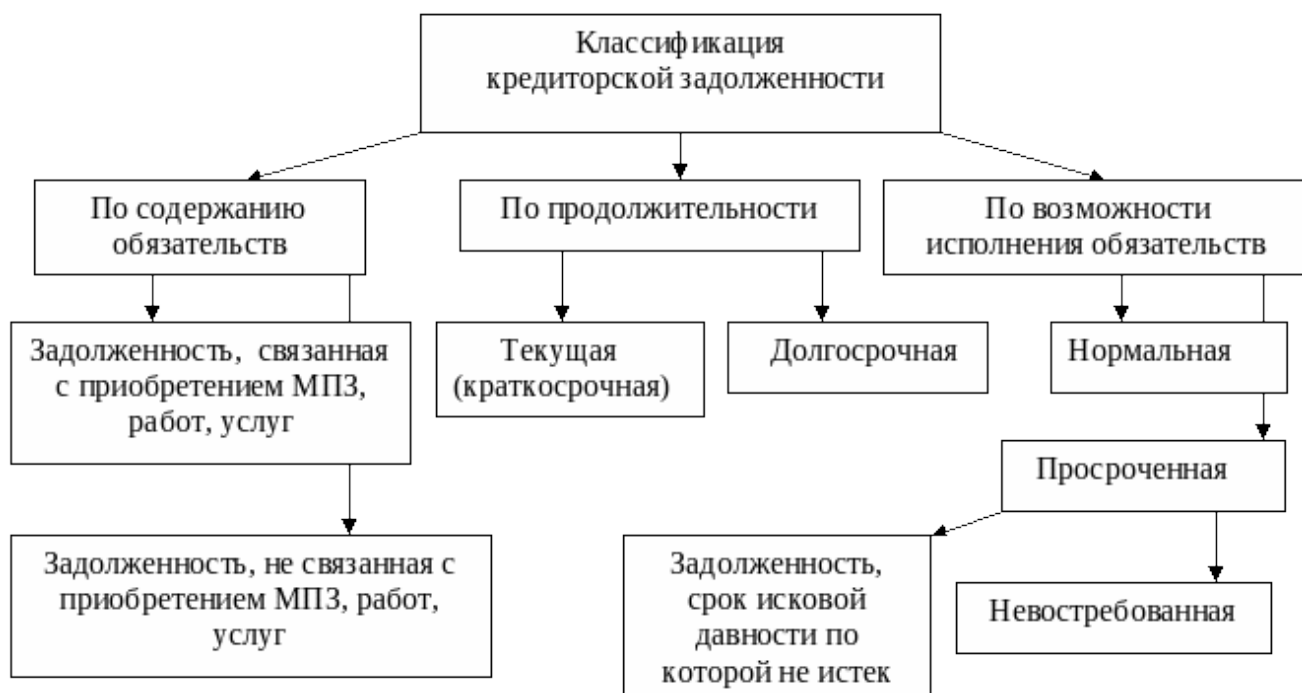 Классификация
кредиторской задолженности
По содержанию
обязательств
По продолжительности
По возможности
исполнения обязательств
Задолженность, связанная
с приобретением МПЗ,
работ, услуг
Текущая
(краткосрочная)
Долгосрочная
Нормальная
Просроченная
Задолженность, не связанная с
приобретением МПЗ, работ,
услуг
Задолженность,
срок исковой
давности по
которой не истек
Невостребованная